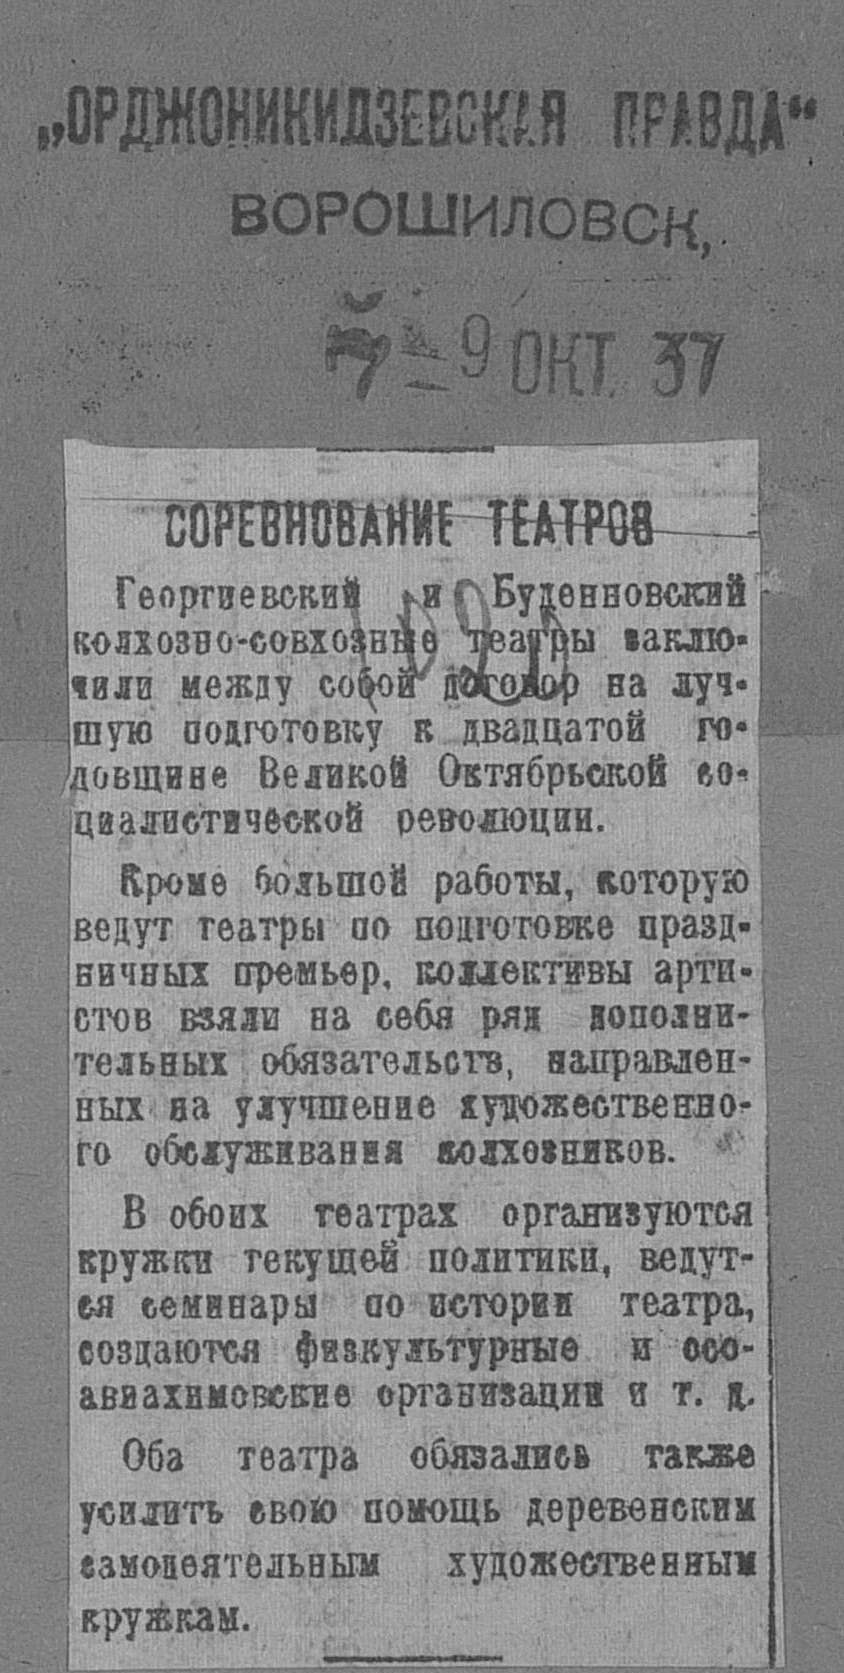 „ОРДЖОНИКИДЗЕВСКАЯ ПРАВДА“
ВОРОШИЛОВСК,
9 ОКТ. 37
СОРЕВНОВАНИЕ ТЕАТРОВ
Георгиевский и Буденновский
колхозно-совхозные театры заклю-
чили между собой договор на луч-
шую подготовку к двадцатой го-
довщине Великой Октябрьской со-
циалистической революции.
Кроме большой работы, которую
ведут театры по подготовке празд-
ничных премьер, коллективы арти-
стов взяли на себя ряд дополни-
тельных обязательств, направлен-
ных на улучшение художественно-
го обслуживания колхозников.
В обоих театрах организуются
кружки текущей политики, ведут-
ся семинары по истории театра,
создаются физкультурные и осо-
авиахимовские организации и т. д.
Оба театра обязались также
усилить свою помощь деревенским
самодеятельным художественным
кружкам.